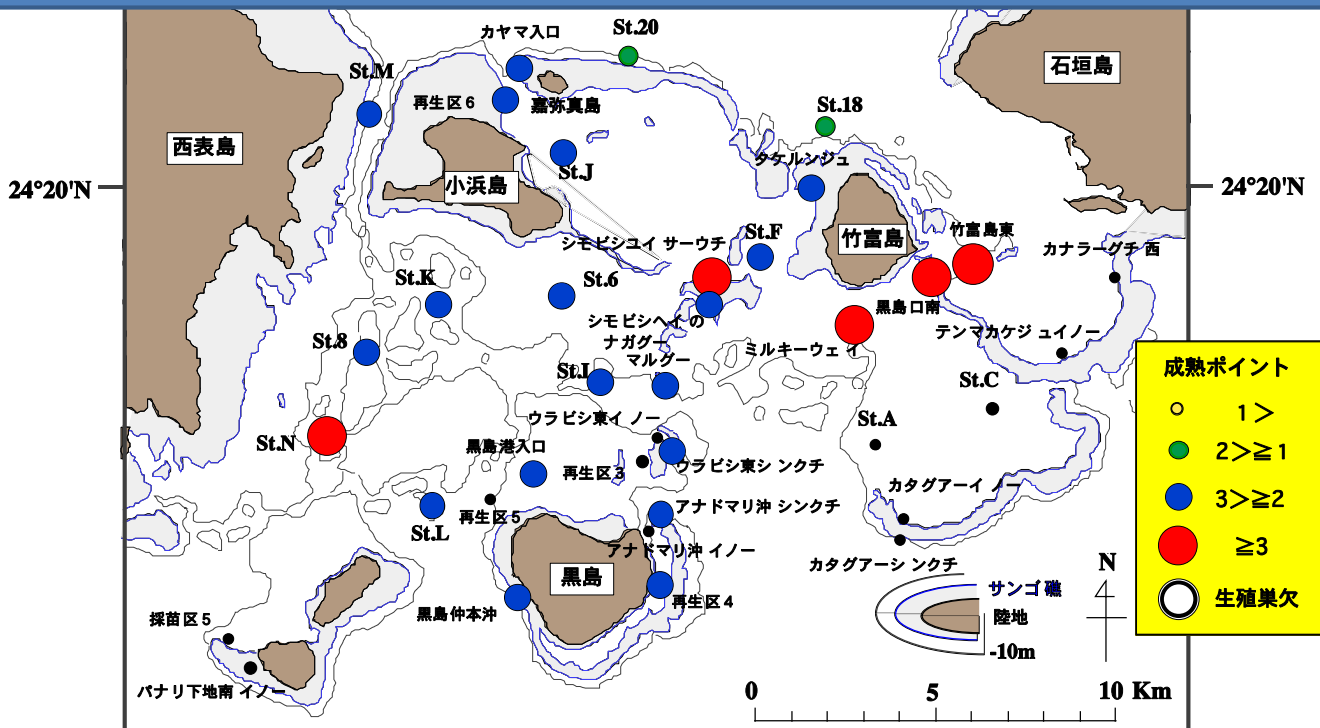 カヤマ入口
St.20
石垣島
St.M
再生区6
嘉弥真島
St.18
西表島
St.J
タケルンジュ
24°20'N
小浜島
24°20'N
シモビシユイ サーウチ
St.F
竹富島
竹富島東
カナラーグチ 西
St.K
St.6
黒島口南
シモビシヘイ の
ナガグー
マルグー
ミルキーウェイ
テンマカケジュイノー
St.8
St.I
St.C
成熟ポイント
1>
2>≧1
3>≧2
≧3
生殖巣欠
St.N
ウラビシ東イ ノー
St.A
黒島港入口
再生区3
ウラビシ東シ ンクチ
カタグアーイ ノー
St.L
再生区5
アナドマリ沖 シンクチ
アナドマリ沖 イノー
カタグアーシ ンクチ
黒島
再生区4
黒島仲本沖
サンゴ 礁
陸地
-10m
N
採苗区5
パナリ下地南 イノー
0 5 10 Km